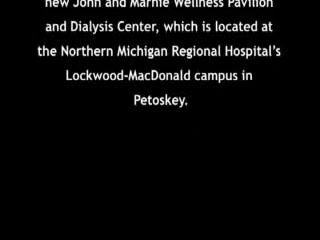 new John and Marnie Wellness Pavilion
and Dialysis Center, which is located at
the Northern Michigan Regional Hospital's
Lockwood-MacDonald campus in
Petoskey.